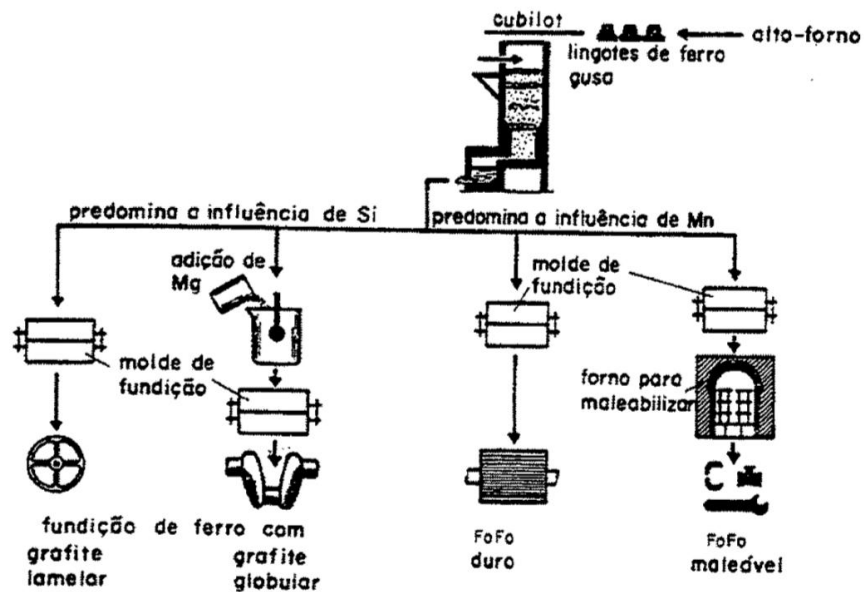 cubilot
alto-forno
lingotes de ferro
gusa
predomina a influência de Si
predomina a influência de Mn
adição de
Mg
molde de
fundição
molde de
fundição
forno para
maleabilizar
fundição de ferro com
grafite
lamelar
grafite
globular
FoFo
duro
FoFo
maleável